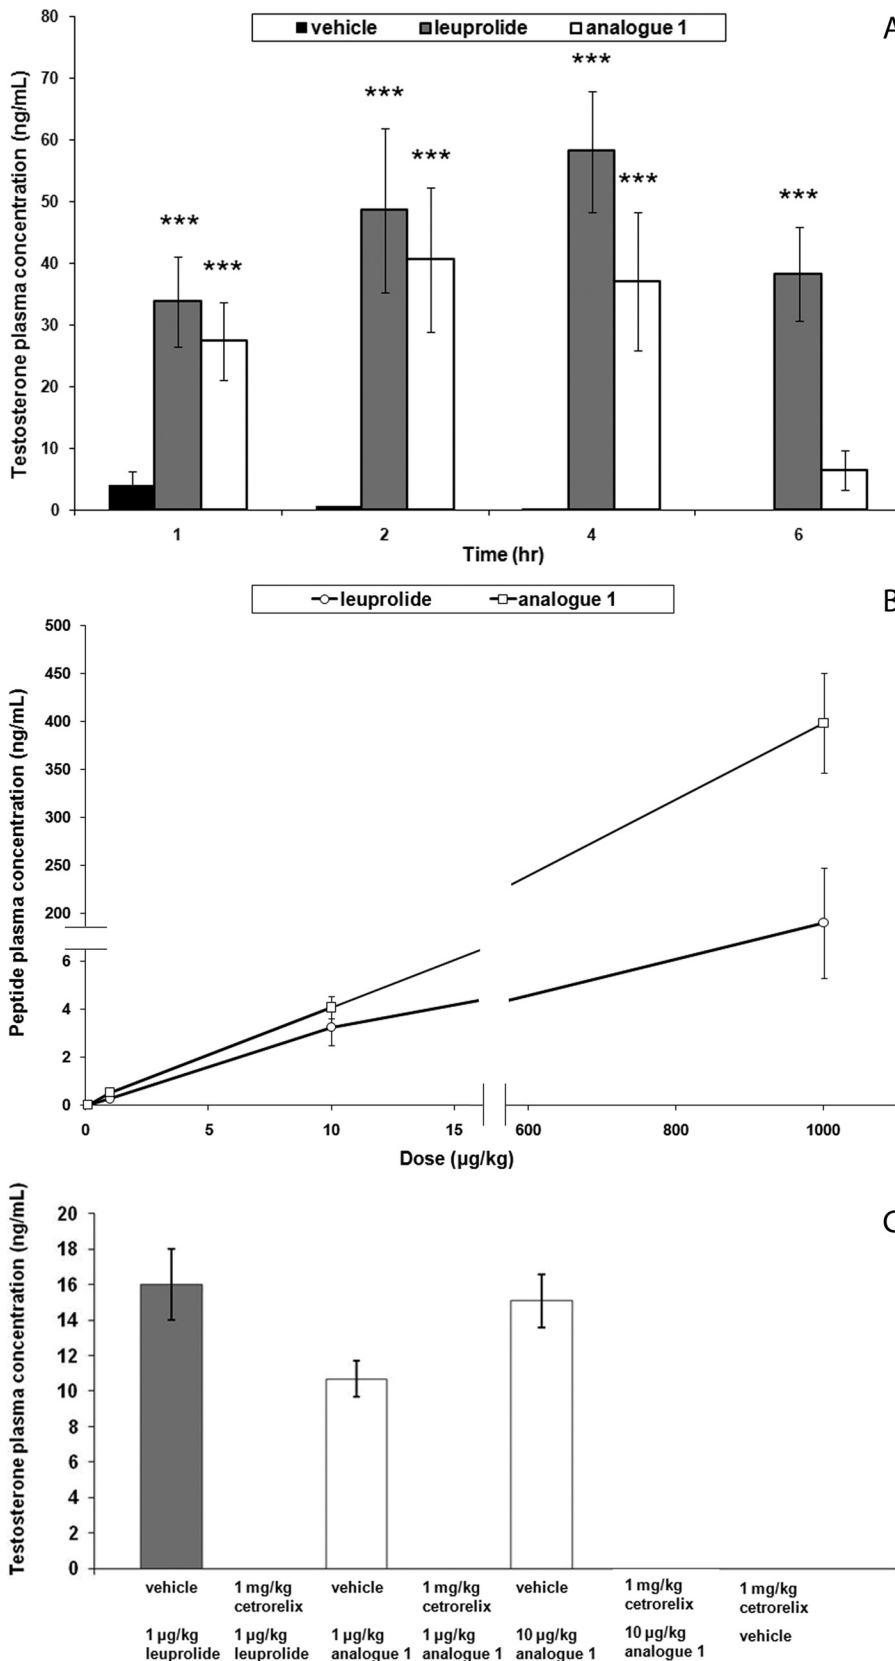 vehicle leuprolide analogue 1
A
Testosterone plasma concentration (ng/mL)
80
70
60
50
40
30
20
10
0
*** *** *** *** *** *** ***
1 2 4 6
Time (hr)
leuprolide analogue 1
B
Peptide plasma concentration (ng/mL)
500
450
400
350
300
250
200
6
4
2
0
0 5 10 15 600 800 1000
Dose (µg/kg)
C
Testosterone plasma concentration (ng/mL)
20
18
16
14
12
10
8
6
4
2
0
vehicle 1 mg/kg vehicle 1 mg/kg vehicle 1 mg/kg 1 mg/kg
cetrorelix cetrorelix cetrorelix cetrorelix
1 µg/kg 1 µg/kg 1 µg/kg 1 µg/kg 10 µg/kg 10 µg/kg vehicle
leuprolide leuprolide analogue 1 analogue 1 analogue 1 analogue 1